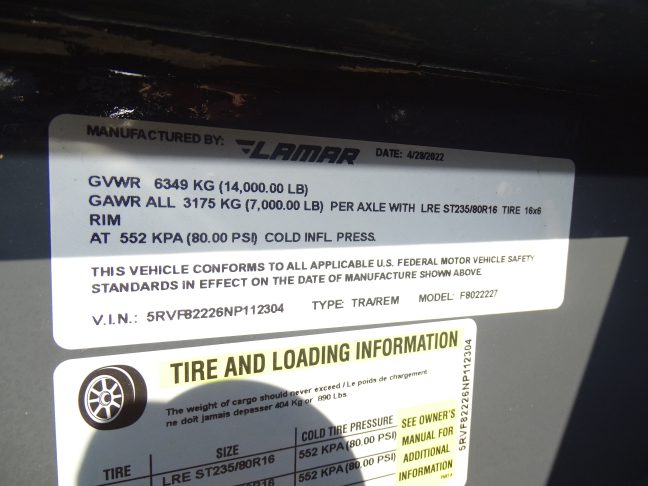 MANUFACTURED BY: LAMAR DATE: 4/29/2022
GVWR 6349 KG (14,000.00 LB)
GAWR ALL 3175 KG (7,000.00 LB) PER AXLE WITH LRE ST235/80R16 TIRE 16x6
RIM
AT 552 KPA (80.00 PSI) COLD INFL. PRESS.
THIS VEHICLE CONFORMS TO ALL APPLICABLE U.S. FEDERAL MOTOR VEHICLE SAFETY
STANDARDS IN EFFECT ON THE DATE OF MANUFACTURE SHOWN ABOVE.
V.I.N.: 5RVF82226NP112304 TYPE: TRA/REM MODEL: F8022227
TIRE AND LOADING INFORMATION
The weight of cargo should never exceed / Le poids de chargement
ne doit jamais depasser 404 Kg or 890 Lbs
TIRE SIZE COLD TIRE PRESSURE
LRE ST235/80R16 552 KPA (80.00 PSI)
552 KPA (80.00 PSI)
SEE OWNER'S
MANUAL FOR
ADDITIONAL
INFORMATION
5RVF82226NP112304